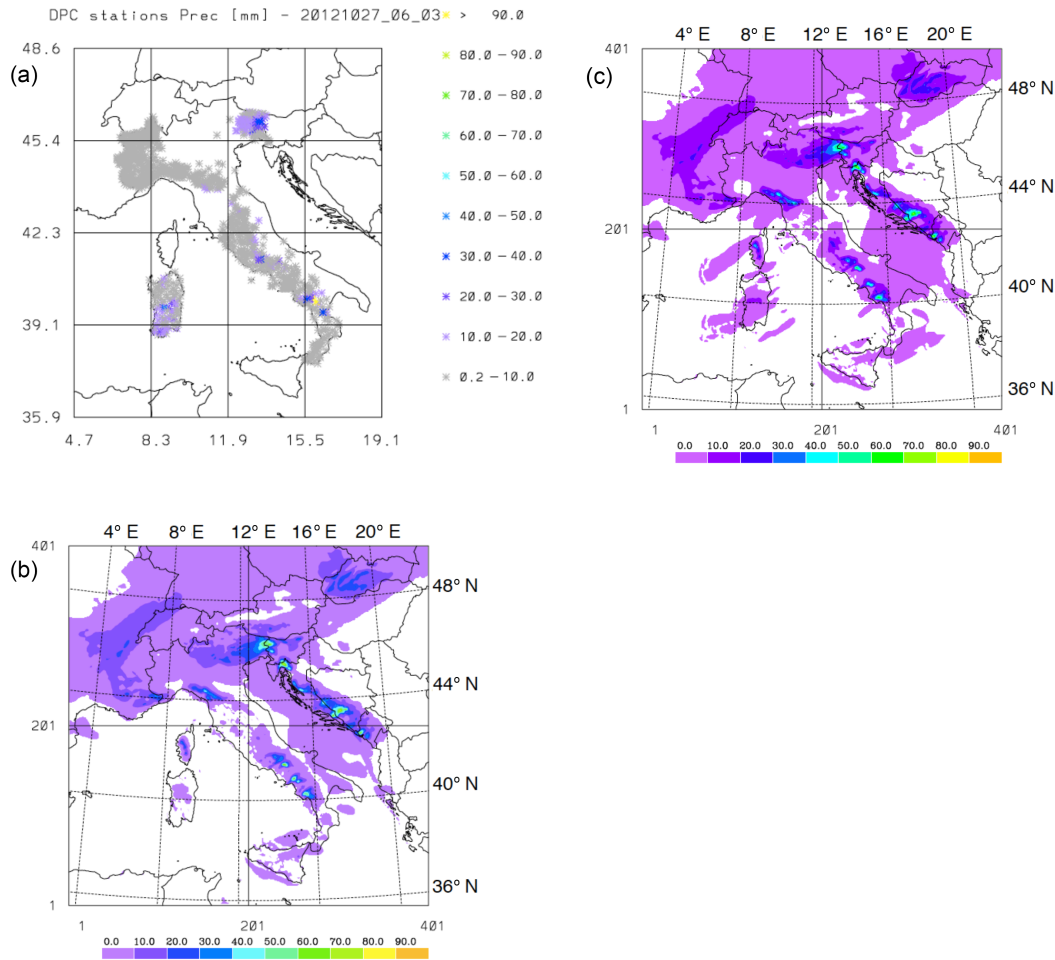 DPC stations Prec [mm] - 20121027_06_03
> 90.0
80.0 – 90.0
70.0 – 80.0
60.0 – 70.0
50.0 – 60.0
40.0 – 50.0
30.0 – 40.0
20.0 – 30.0
10.0 – 20.0
0.2 – 10.0
(a)
48.6
45.4
42.3
39.1
35.9
4.7 8.3 11.9 15.5 19.1
(c)
4° E 8° E 12° E 16° E 20° E
401
201
1
48° N
44° N
42° N
40° N
36° N
1 201 401
0.0 10.0 20.0 30.0 40.0 50.0 60.0 70.0 80.0 90.0
(b)
4° E 8° E 12° E 16° E 20° E
401
201
1
48° N
44° N
42° N
40° N
36° N
1 201 401
0.0 10.0 20.0 30.0 40.0 50.0 60.0 70.0 80.0 90.0